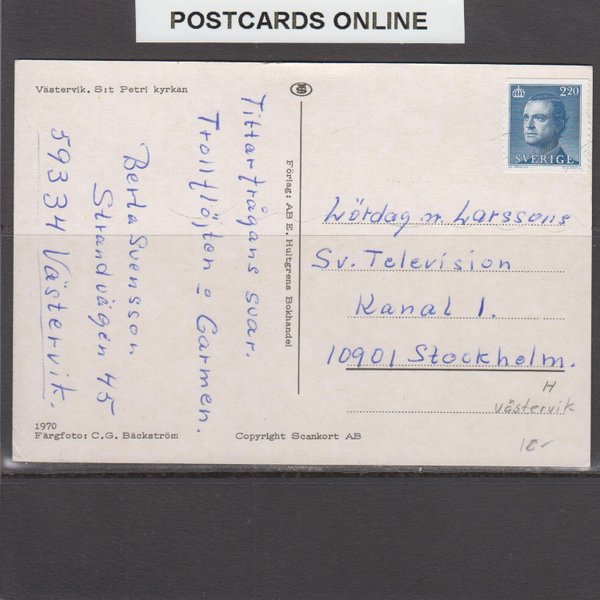 POSTCARDS ONLINE
Västervik. S:t Petri kyrkan
2.20
SVERIGE
Tittarfrågans svar.
Trollflöjten = Carmen.
Berta Svensson
Strandvägen 45
59334 Västervik.
Förlag: AB E. Hultgrens Bokhandel
Lördag m. Larssons
Sv. Television
Kanal 1.
10901 Stockholm.
H
västervik
10-
1970
Färgfoto: C.G. Bäckström
Copyright Scankort AB